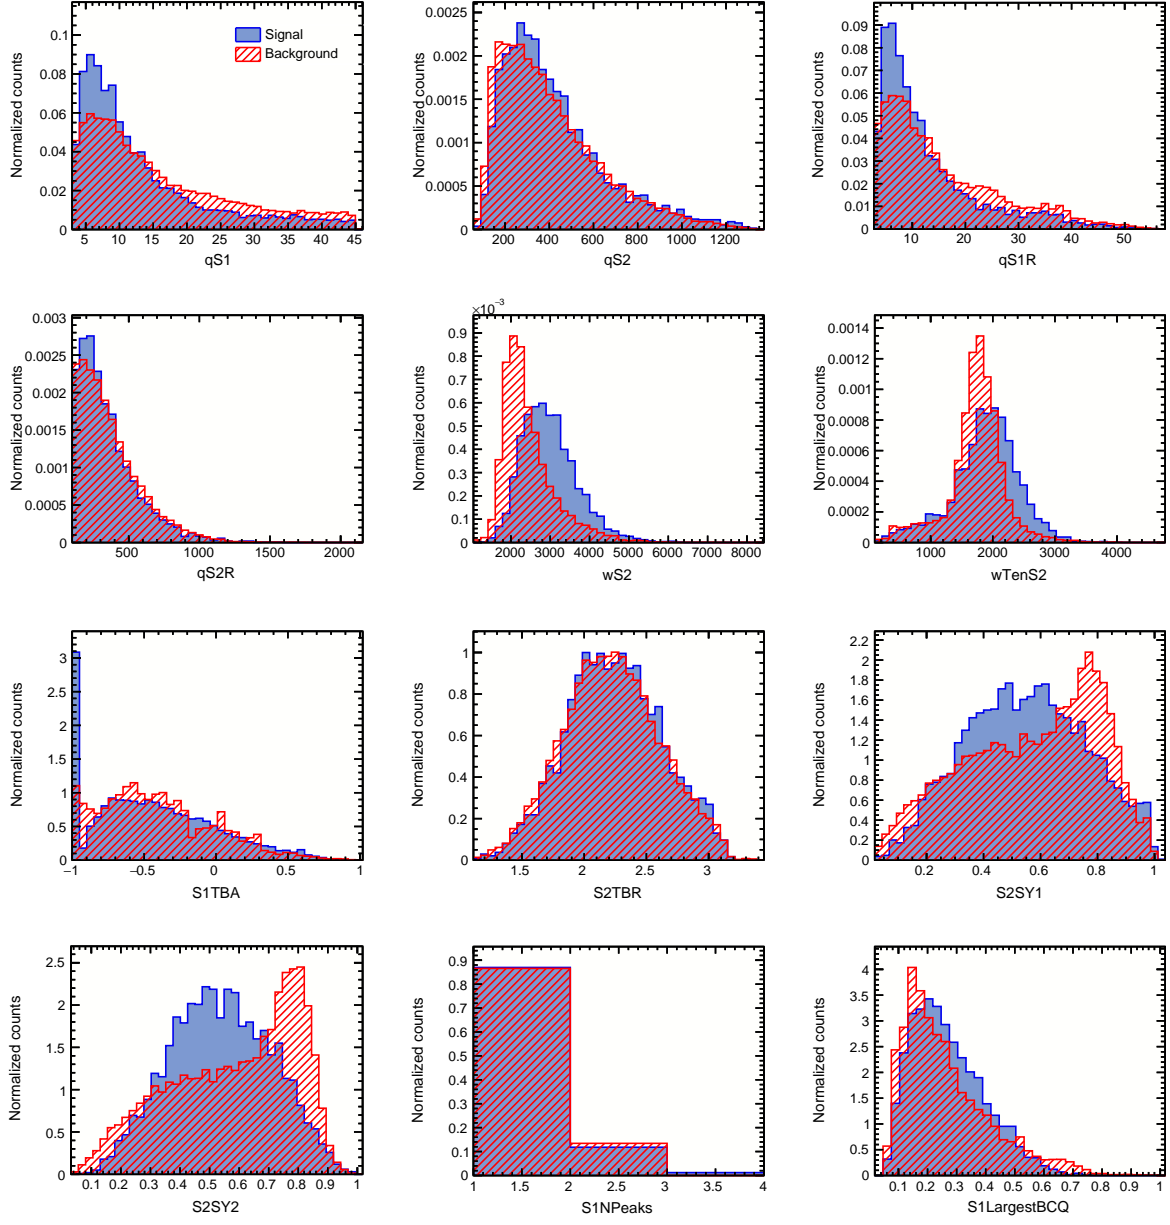 Normalized counts
0.1
0.08
0.06
0.04
0.02
0
Signal
Background
5 10 15 20 25 30 35 40 45
qS1
Normalized counts
0.0025
0.002
0.0015
0.001
0.0005
0
200 400 600 800 1000 1200
qS2
Normalized counts
0.09
0.08
0.07
0.06
0.05
0.04
0.03
0.02
0.01
0
10 20 30 40 50
qS1R
Normalized counts
0.003
0.0025
0.002
0.0015
0.001
0.0005
0
500 1000 1500 2000
qS2R
Normalized counts
×10⁻³
0.9
0.8
0.7
0.6
0.5
0.4
0.3
0.2
0.1
0
2000 3000 4000 5000 6000 7000 8000
wS2
Normalized counts
0.0014
0.0012
0.001
0.0008
0.0006
0.0004
0.0002
0
1000 2000 3000 4000
wTenS2
Normalized counts
3
2.5
2
1.5
1
0.5
0
−1 −0.5 0 0.5 1
S1TBA
Normalized counts
1
0.8
0.6
0.4
0.2
0
1.5 2 2.5 3
S2TBR
Normalized counts
2.2
2
1.8
1.6
1.4
1.2
1
0.8
0.6
0.4
0.2
0
0.2 0.4 0.6 0.8 1
S2SY1
Normalized counts
2.5
2
1.5
1
0.5
0
0.1 0.2 0.3 0.4 0.5 0.6 0.7 0.8 0.9 1
S2SY2
Normalized counts
0.9
0.8
0.7
0.6
0.5
0.4
0.3
0.2
0.1
0
1 1.5 2 2.5 3 3.5 4
S1NPeaks
Normalized counts
4
3.5
3
2.5
2
1.5
1
0.5
0
0.1 0.2 0.3 0.4 0.5 0.6 0.7 0.8 0.9 1
S1LargestBCQ